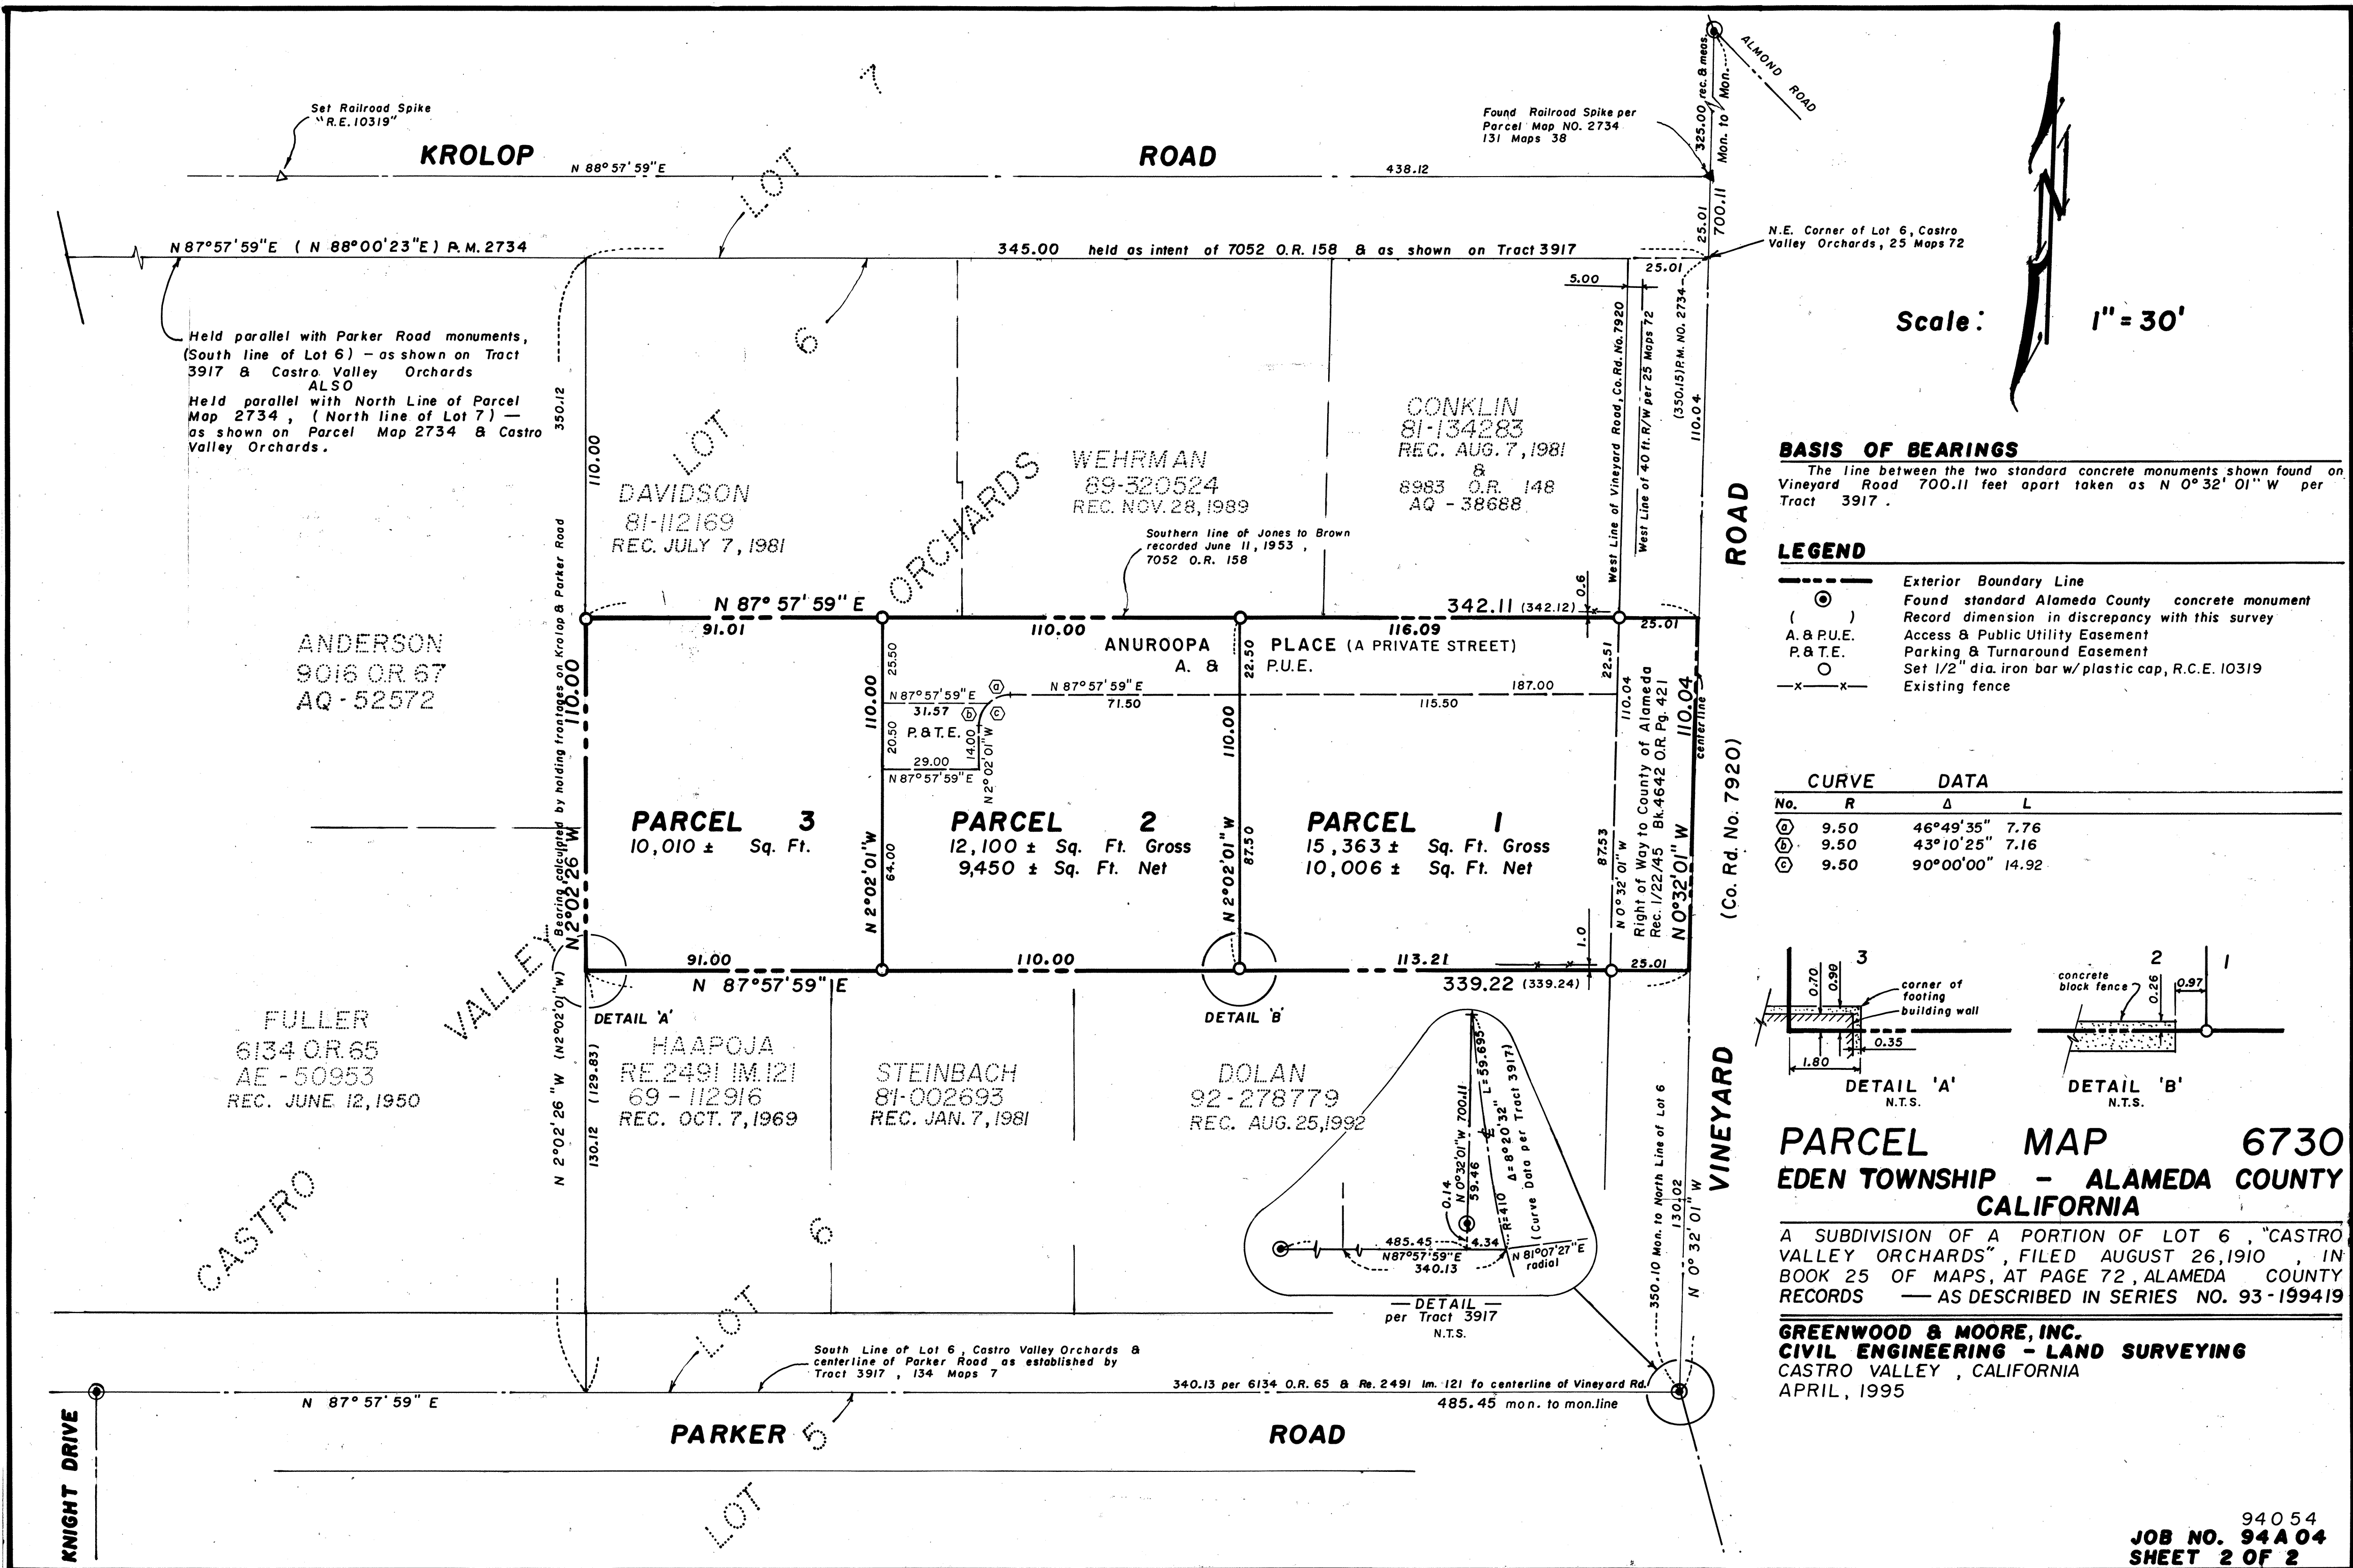 Set Railroad Spike
"R.E.10319"
KROLOP ROAD
N 88°57'59"E
438.12
LOT 7
Found Railroad Spike per
Parcel Map NO. 2734
131 Maps 38
325.00 rec. & meas.
Mon. to Mon.
700.11
25.01
ALMOND ROAD
N.E. Corner of Lot 6, Castro
Valley Orchards, 25 Maps 72
N 87°57'59"E ( N 88°00'23"E) P.M. 2734
345.00 held as intent of 7052 O.R. 158 & as shown on Tract 3917
25.01
5.00
Held parallel with Parker Road monuments,
(South line of Lot 6) – as shown on Tract
3917 & Castro Valley Orchards
ALSO
Held parallel with North Line of Parcel
Map 2734 , ( North line of Lot 7) —
as shown on Parcel Map 2734 & Castro
Valley Orchards.
350.12
110.00
LOT 6
DAVIDSON
81-112169
REC. JULY 7, 1981
WEHRMAN
89-320524
REC. NOV. 28, 1989
CONKLIN
81-134283
REC. AUG. 7, 1981
&
8983 O.R. 148
AQ - 38688
West Line of Vineyard Road, Co. Rd. No. 7920
West Line of 40 ft. R/W per 25 Maps 72
(350.15) P.M. NO. 2734
110.04
Southern line of Jones to Brown
recorded June 11, 1953 ,
7052 O.R. 158
CASTRO VALLEY ORCHARDS
N 87° 57' 59" E
342.11 (342.12)
0.6
91.01
110.00
116.09
25.01
ANUROOPA PLACE (A PRIVATE STREET)
A. & P.U.E.
25.50
22.50
22.51
N 87°57'59"E
31.57
N 87°57'59"E
71.50
187.00
115.50
a
b
c
20.50
P. & T.E.
14.00
N 2°02'01"W
29.00
N 87°57'59"E
110.00
110.00
110.00
110.04
110.04
centerline
Bearing calculated by holding frontages on Krolop & Parker Road
N 2°02'26" W
N 2°02'01"W
64.00
N 2°02'01" W
87.50
87.53
N 0°32'01" W
Right of Way to County of Alameda
Rec. 1/22/45 Bk. 4642 O.R. Pg. 421
N 0°32'01" W
PARCEL 3
10,010 ± Sq. Ft.
PARCEL 2
12,100 ± Sq. Ft. Gross
9,450 ± Sq. Ft. Net
PARCEL 1
15,363 ± Sq. Ft. Gross
10,006 ± Sq. Ft. Net
ANDERSON
9016 O.R. 67
AQ - 52572
91.00
110.00
113.21
1.0
25.01
N 87°57'59"E
339.22 (339.24)
DETAIL 'A'
DETAIL 'B'
FULLER
6134 O.R. 65
AE - 50953
REC. JUNE 12, 1950
N 2°02'26" W (N2°02'01"W)
130.12 (129.83)
HAAPOJA
RE. 2491 IM. 121
69 - 112916
REC. OCT. 7, 1969
STEINBACH
81-002693
REC. JAN. 7, 1981
DOLAN
92-278779
REC. AUG. 25, 1992
0.14
N 0°32'01"W 700.11
59.46
L=59.695
Δ=8°20'32"
R=410
(Curve Data per Tract 3917)
485.45
4.34
N87°57'59"E
340.13
N 81°07'27"E
radial
— DETAIL —
per Tract 3917
N.T.S.
350.10 Mon. to North Line of Lot 6
130.02
N 0° 32' 01" W
VINEYARD ROAD
(Co. Rd. No. 7920)
LOT 6
South Line of Lot 6 , Castro Valley Orchards &
centerline of Parker Road as established by
Tract 3917 , 134 Maps 7
340.13 per 6134 O.R. 65 & Re. 2491 Im. 121 to centerline of Vineyard Rd.
485.45 mon. to mon. line
N 87° 57' 59" E
PARKER ROAD
LOT 5
KNIGHT DRIVE
N
Scale: 1" = 30'
BASIS OF BEARINGS
The line between the two standard concrete monuments shown found on
Vineyard Road 700.11 feet apart taken as N 0° 32' 01" W per
Tract 3917 .
LEGEND
Exterior Boundary Line
Found standard Alameda County concrete monument
( ) Record dimension in discrepancy with this survey
A. & P.U.E. Access & Public Utility Easement
P. & T.E. Parking & Turnaround Easement
Set 1/2" dia. iron bar w/ plastic cap, R.C.E. 10319
—x—x— Existing fence
CURVE DATA
No. R Δ L
a 9.50 46°49'35" 7.76
b 9.50 43°10'25" 7.16
c 9.50 90°00'00" 14.92
3
0.70
0.90
corner of
footing
building wall
0.35
1.80
DETAIL 'A'
N.T.S.
2
1
concrete
block fence
0.26
0.97
DETAIL 'B'
N.T.S.
PARCEL MAP 6730
EDEN TOWNSHIP – ALAMEDA COUNTY
CALIFORNIA
A SUBDIVISION OF A PORTION OF LOT 6 , "CASTRO
VALLEY ORCHARDS", FILED AUGUST 26, 1910 , IN
BOOK 25 OF MAPS, AT PAGE 72, ALAMEDA COUNTY
RECORDS — AS DESCRIBED IN SERIES NO. 93-199419
GREENWOOD & MOORE, INC.
CIVIL ENGINEERING – LAND SURVEYING
CASTRO VALLEY , CALIFORNIA
APRIL, 1995
94054
JOB NO. 94A04
SHEET 2 OF 2